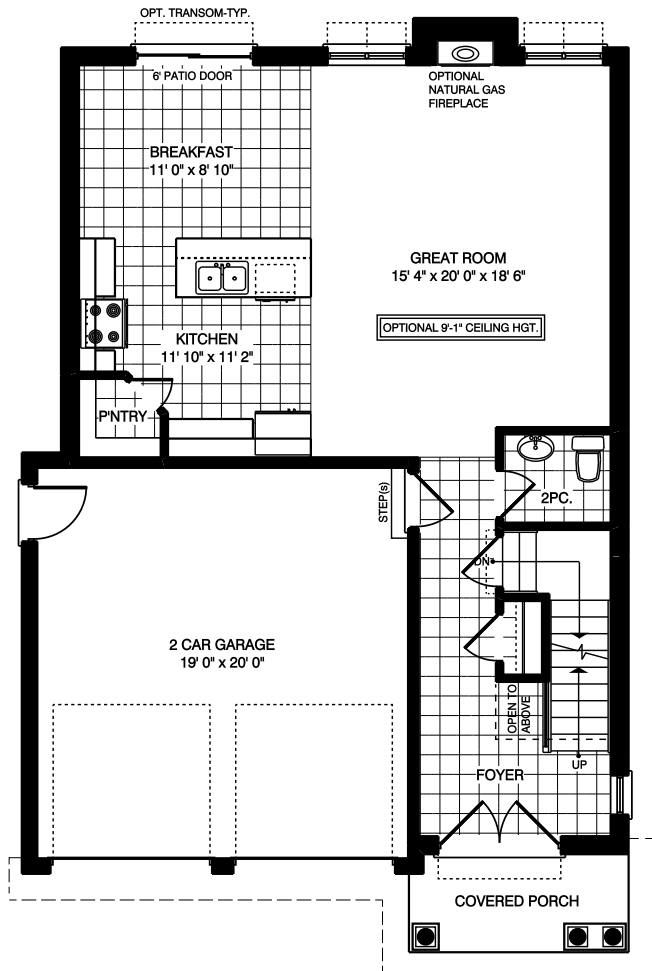 OPT. TRANSOM-TYP.
6' PATIO DOOR
OPTIONAL
NATURAL GAS
FIREPLACE
BREAKFAST
11' 0" x 8' 10"
GREAT ROOM
15' 4" x 20' 0" x 18' 6"
OPTIONAL 9'-1" CEILING HGT.
KITCHEN
11' 10" x 11' 2"
P'NTRY
STEP(s)
2PC.
DN
2 CAR GARAGE
19' 0" x 20' 0"
OPEN TO
ABOVE
UP
FOYER
COVERED PORCH